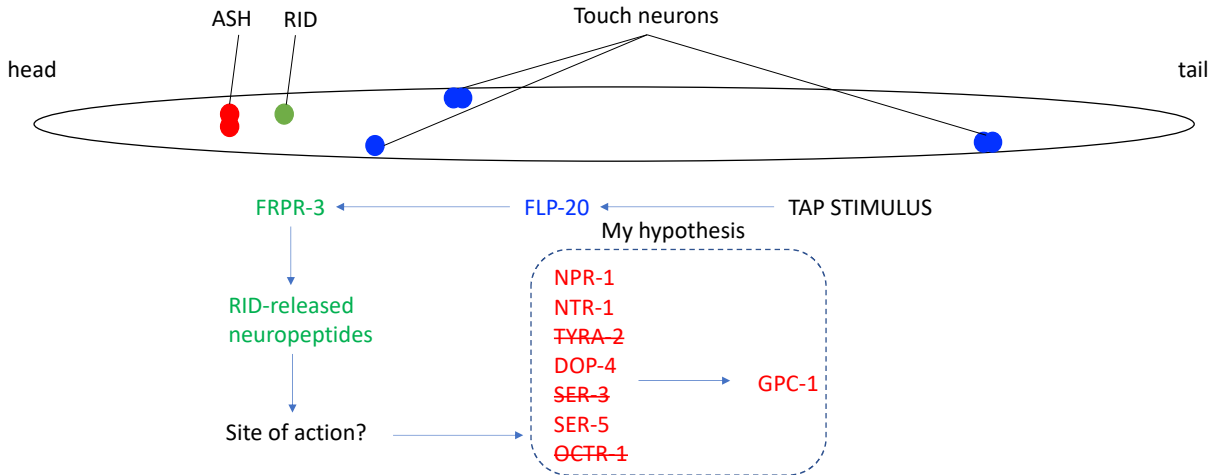 ASH RID Touch neurons
head tail
FRPR-3 FLP-20 TAP STIMULUS
My hypothesis
NPR-1
NTR-1
TYRA-2
DOP-4
SER-3
SER-5
OCTR-1
GPC-1
RID-released
neuropeptides
Site of action?